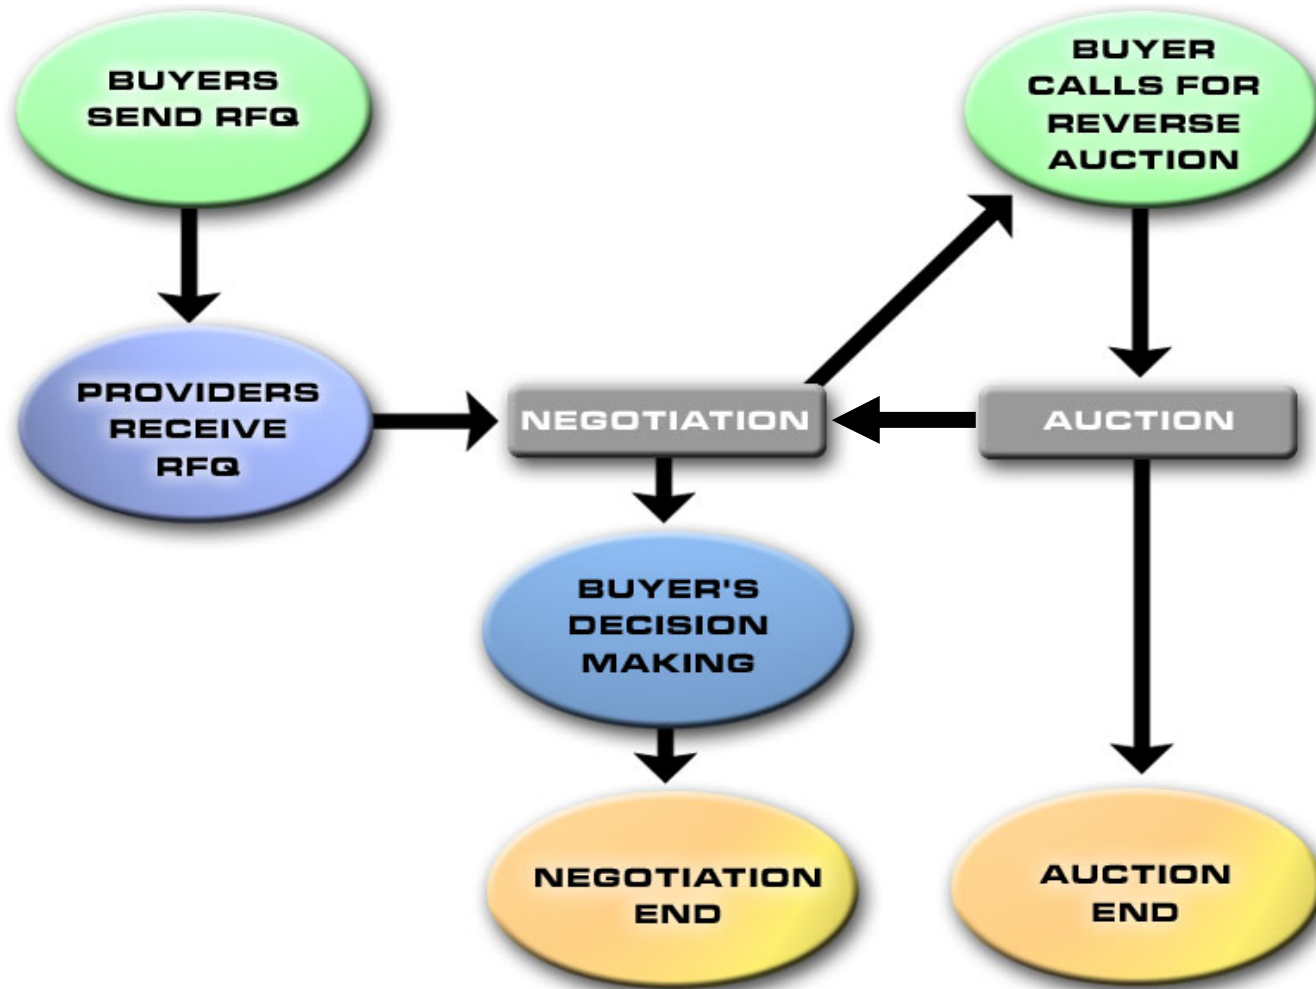 BUYERS
SEND RFQ
BUYER
CALLS FOR
REVERSE
AUCTION
PROVIDERS
RECEIVE
RFQ
NEGOTIATION
AUCTION
BUYER'S
DECISION
MAKING
NEGOTIATION
END
AUCTION
END